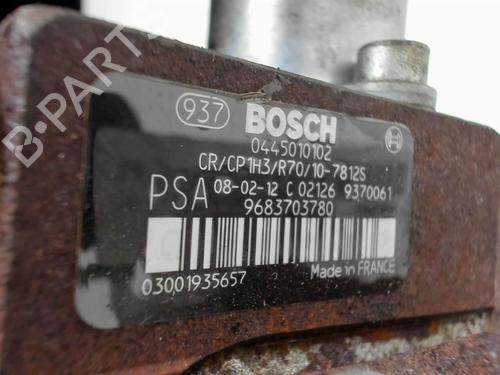 937 BOSCH
0445010102
CR/CP1H3/R70/10-7812S
PSA 08-02-12 C 02126 9370061
9683703780
03001935657 Made in FRANCE
B-PARTS